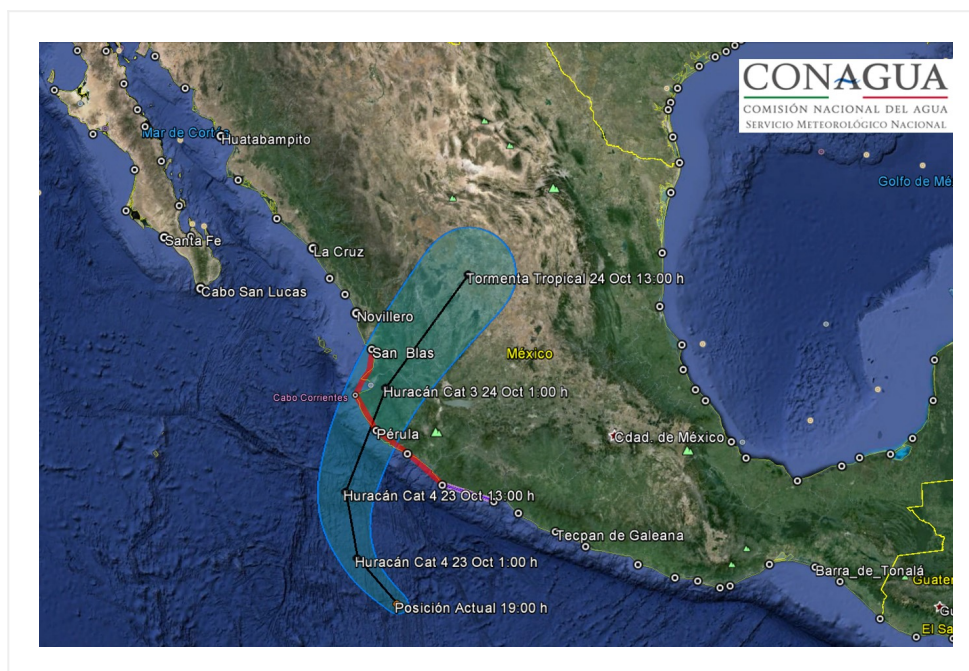 CONAGUA
COMISIÓN NACIONAL DEL AGUA
SERVICIO METEOROLÓGICO NACIONAL
Mar de Cortés
Huatabampito
Golfo de Mé
Santa Fe
La Cruz
Tormenta Tropical 24 Oct 13:00 h
Cabo San Lucas
Novillero
San Blas
México
Huracán Cat 3 24 Oct 1:00 h
Cabo Corrientes
Pérula
Cdad. de México
Huracán Cat 4 23 Oct 13:00 h
Tecpan de Galeana
Huracán Cat 4 23 Oct 1:00 h
Barra_de_Tonalá
Guater
Posición Actual 19:00 h
Gu
El Sa